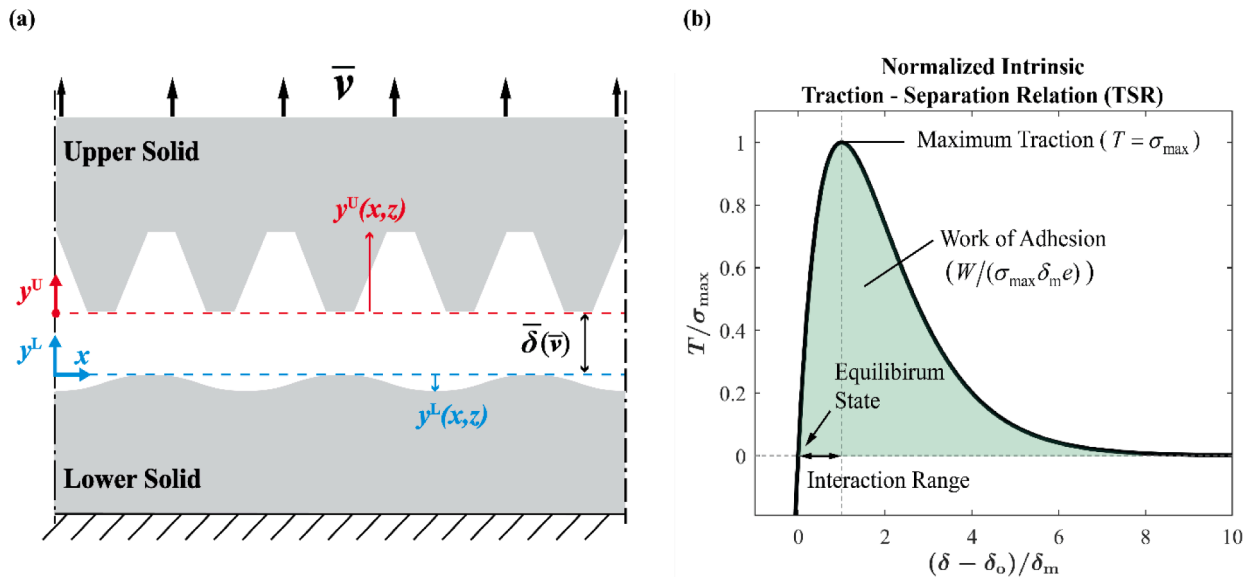 (a)
v̅
Upper Solid
yᵁ(x,z)
yᵁ
yᴸ
x
δ̅(v̅)
yᴸ(x,z)
Lower Solid
(b)
Normalized Intrinsic
Traction - Separation Relation (TSR)
Maximum Traction ( T = σmax )
Work of Adhesion
( W/(σmax δm e) )
Equilibirum
State
Interaction Range
T/σmax
1
0.8
0.6
0.4
0.2
0
0 2 4 6 8 10
(δ − δo)/δm